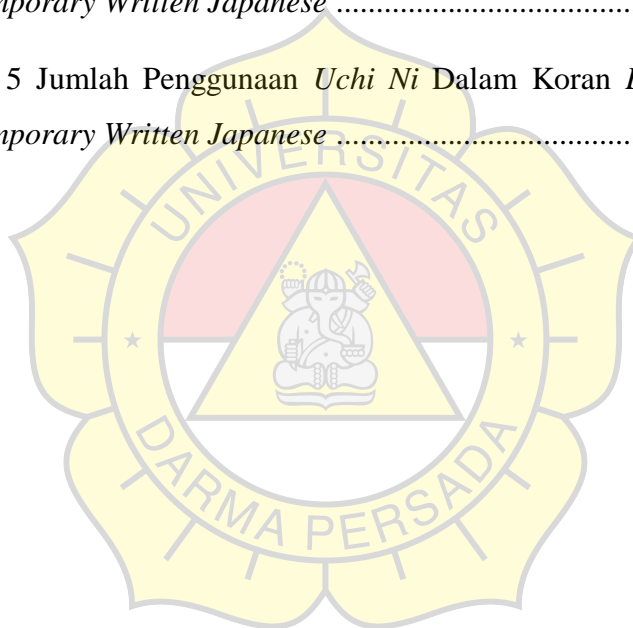 mporary Written Japanese ........................................
5 Jumlah Penggunaan Uchi Ni Dalam Koran
mporary Written Japanese ........................................
UNIVERSITAS
DARMA PERSADA